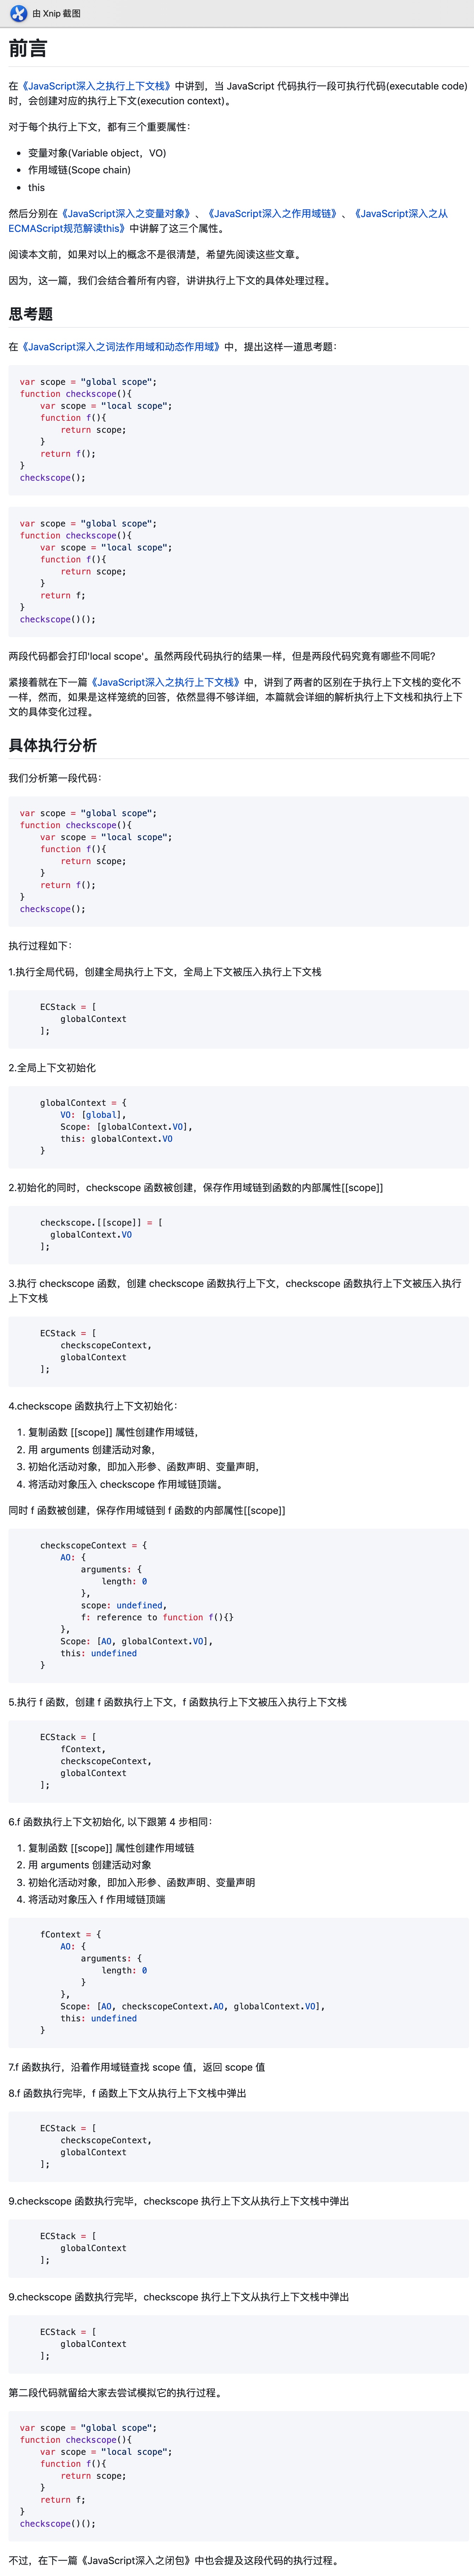 由 Xnip 截图
前言
在《JavaScript深入之执行上下文栈》中讲到，当 JavaScript 代码执行一段可执行代码(executable code)
时，会创建对应的执行上下文(execution context)。
对于每个执行上下文，都有三个重要属性：
• 变量对象(Variable object，VO)
• 作用域链(Scope chain)
• this
然后分别在《JavaScript深入之变量对象》、《JavaScript深入之作用域链》、《JavaScript深入之从
ECMAScript规范解读this》中讲解了这三个属性。
阅读本文前，如果对以上的概念不是很清楚，希望先阅读这些文章。
因为，这一篇，我们会结合着所有内容，讲讲执行上下文的具体处理过程。
思考题
在《JavaScript深入之词法作用域和动态作用域》中，提出这样一道思考题：
var scope = "global scope";
function checkscope(){
    var scope = "local scope";
    function f(){
        return scope;
    }
    return f();
}
checkscope();
var scope = "global scope";
function checkscope(){
    var scope = "local scope";
    function f(){
        return scope;
    }
    return f;
}
checkscope()();
两段代码都会打印'local scope'。虽然两段代码执行的结果一样，但是两段代码究竟有哪些不同呢？
紧接着就在下一篇《JavaScript深入之执行上下文栈》中，讲到了两者的区别在于执行上下文栈的变化不
一样，然而，如果是这样笼统的回答，依然显得不够详细，本篇就会详细的解析执行上下文栈和执行上下
文的具体变化过程。
具体执行分析
我们分析第一段代码：
var scope = "global scope";
function checkscope(){
    var scope = "local scope";
    function f(){
        return scope;
    }
    return f();
}
checkscope();
执行过程如下：
1.执行全局代码，创建全局执行上下文，全局上下文被压入执行上下文栈
    ECStack = [
        globalContext
    ];
2.全局上下文初始化
    globalContext = {
        VO: [global],
        Scope: [globalContext.VO],
        this: globalContext.VO
    }
2.初始化的同时，checkscope 函数被创建，保存作用域链到函数的内部属性[[scope]]
    checkscope.[[scope]] = [
      globalContext.VO
    ];
3.执行 checkscope 函数，创建 checkscope 函数执行上下文，checkscope 函数执行上下文被压入执行
上下文栈
    ECStack = [
        checkscopeContext,
        globalContext
    ];
4.checkscope 函数执行上下文初始化：
1. 复制函数 [[scope]] 属性创建作用域链，
2. 用 arguments 创建活动对象，
3. 初始化活动对象，即加入形参、函数声明、变量声明，
4. 将活动对象压入 checkscope 作用域链顶端。
同时 f 函数被创建，保存作用域链到 f 函数的内部属性[[scope]]
    checkscopeContext = {
        AO: {
            arguments: {
                length: 0
            },
            scope: undefined,
            f: reference to function f(){}
        },
        Scope: [AO, globalContext.VO],
        this: undefined
    }
5.执行 f 函数，创建 f 函数执行上下文，f 函数执行上下文被压入执行上下文栈
    ECStack = [
        fContext,
        checkscopeContext,
        globalContext
    ];
6.f 函数执行上下文初始化, 以下跟第 4 步相同：
1. 复制函数 [[scope]] 属性创建作用域链
2. 用 arguments 创建活动对象
3. 初始化活动对象，即加入形参、函数声明、变量声明
4. 将活动对象压入 f 作用域链顶端
    fContext = {
        AO: {
            arguments: {
                length: 0
            }
        },
        Scope: [AO, checkscopeContext.AO, globalContext.VO],
        this: undefined
    }
7.f 函数执行，沿着作用域链查找 scope 值，返回 scope 值
8.f 函数执行完毕，f 函数上下文从执行上下文栈中弹出
    ECStack = [
        checkscopeContext,
        globalContext
    ];
9.checkscope 函数执行完毕，checkscope 执行上下文从执行上下文栈中弹出
    ECStack = [
        globalContext
    ];
9.checkscope 函数执行完毕，checkscope 执行上下文从执行上下文栈中弹出
    ECStack = [
        globalContext
    ];
第二段代码就留给大家去尝试模拟它的执行过程。
var scope = "global scope";
function checkscope(){
    var scope = "local scope";
    function f(){
        return scope;
    }
    return f;
}
checkscope()();
不过，在下一篇《JavaScript深入之闭包》中也会提及这段代码的执行过程。